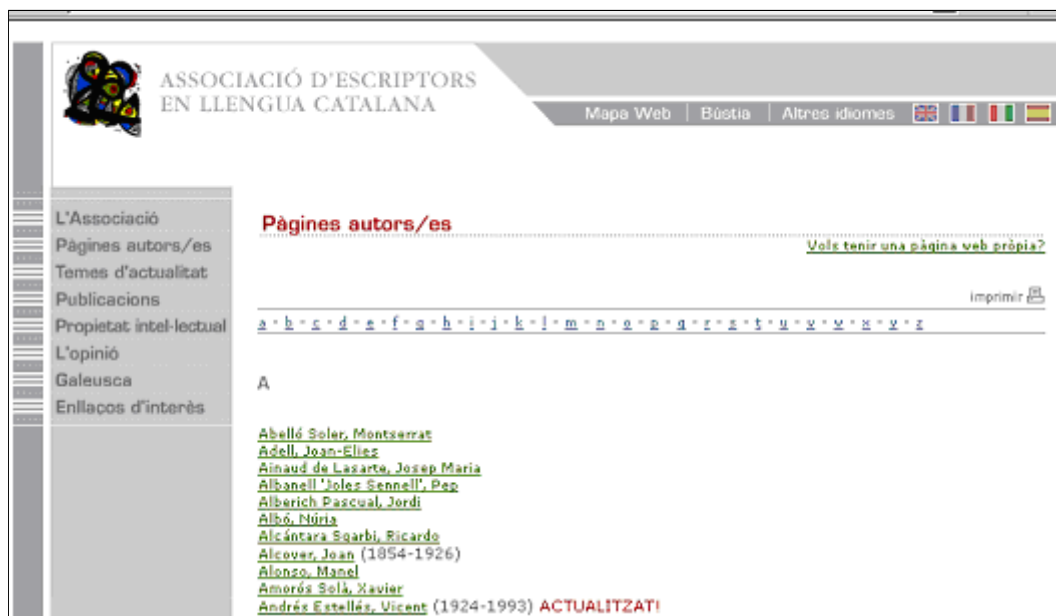 ASSOCIACIÓ D'ESCRIPTORS
EN LLENGUA CATALANA
Mapa Web | Bústia | Altres idiomes
L'Associació
Pàgines autors/es
Temes d'actualitat
Publicacions
Propietat intel·lectual
L'opinió
Galeusca
Enllaços d'interès
Pàgines autors/es
Vols tenir una pàgina web pròpia?
imprimir
a · b · c · d · e · f · g · h · i · j · k · l · m · n · o · p · q · r · s · t · u · v · w · x · y · z
A
Abelló Soler, Montserrat
Adell, Joan-Elies
Ainaud de Lasarte, Josep Maria
Albanell 'Joles Sennell', Pep
Alberich Pascual, Jordi
Albó, Núria
Alcántara Sgarbi, Ricardo
Alcover, Joan (1854-1926)
Alonso, Manel
Amorós Solà, Xavier
Andrés Estellés, Vicent (1924-1993) ACTUALITZAT!